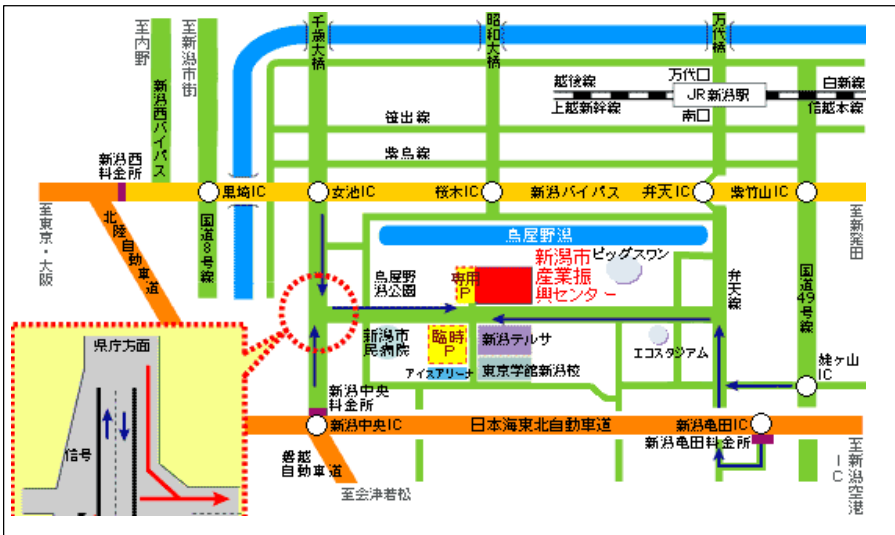 至内野
至新潟市街
千歳大橋
昭和大橋
万代橋
新潟西バイパス
越後線
上越新幹線
万代口
JR新潟駅
南口
白新線
信越本線
笹出線
紫鳥線
新潟西
料金所
黒埼IC
女池IC
桜木IC
新潟バイパス
弁天IC
紫竹山IC
至東京・大阪
北陸自動車道
国道8号線
至新発田
鳥屋野潟
鳥屋野
潟公園
専用
P
新潟市
産業振
興センター
ビッグスワン
弁天線
国道49号線
新潟市
民病院
臨時
P
新潟テルサ
エコスタジアム
アイスアリーナ
東京学館新潟校
姥ヶ山
IC
新潟中央
料金所
新潟中央IC
日本海東北自動車道
新潟亀田IC
新潟亀田料金所
磐越
自動車道
至会津若松
至新潟空港IC
県庁方面
信号